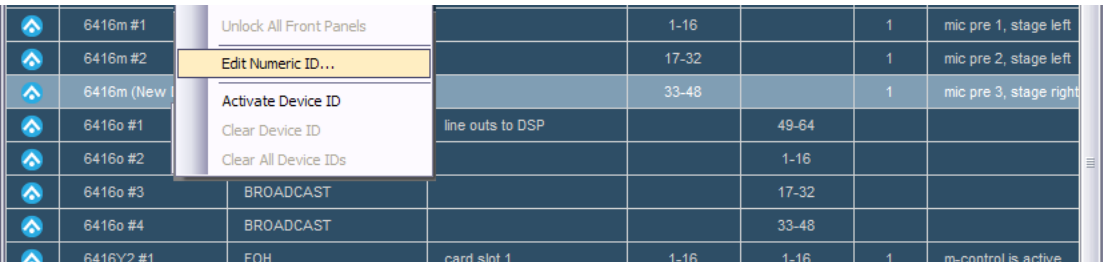 6416m #1 Unlock All Front Panels 1-16 1 mic pre 1, stage left
6416m #2 Edit Numeric ID... 17-32 1 mic pre 2, stage left
6416m (New Activate Device ID 33-48 1 mic pre 3, stage right
6416o #1 Clear Device ID line outs to DSP 49-64
6416o #2 Clear All Device IDs 1-16
6416o #3 BROADCAST 17-32
6416o #4 BROADCAST 33-48
6416Y2 #1 FOH card slot 1 1-16 1-16 1 m-control is active